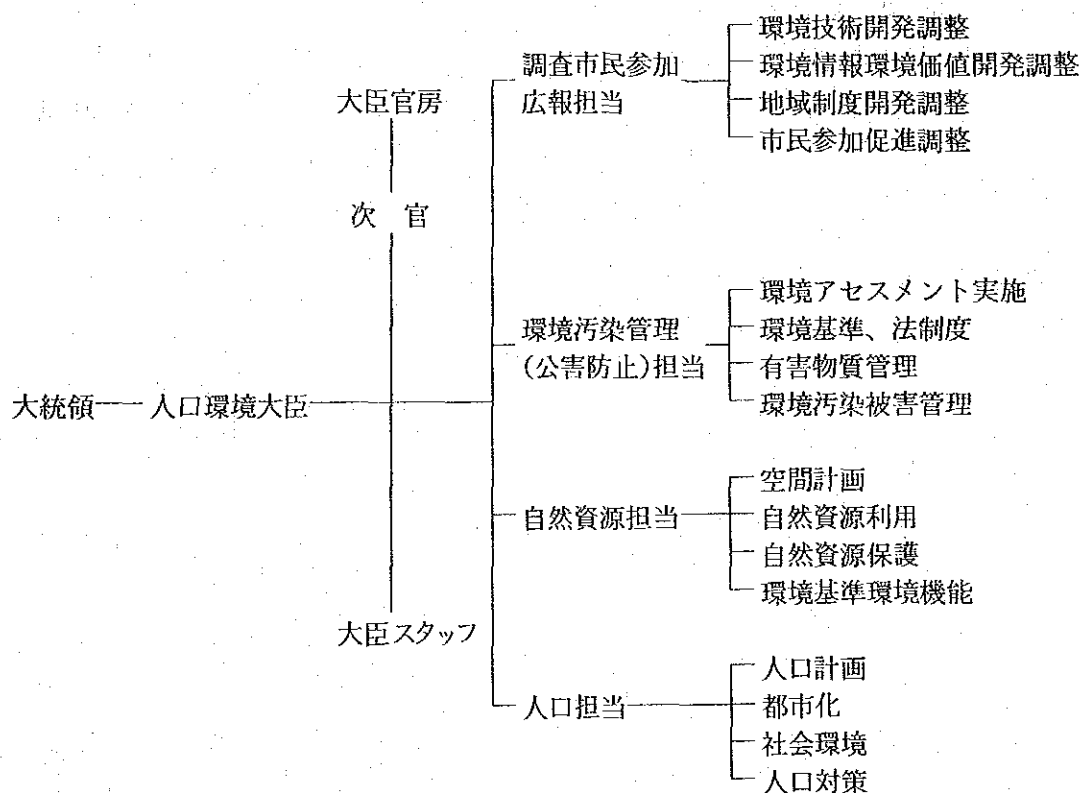 大臣官房
次 官
大統領
人口環境大臣
大臣スタッフ
調査市民参加
広報担当
環境技術開発調整
環境情報環境価値開発調整
地域制度開発調整
市民参加促進調整
環境汚染管理
(公害防止)担当
環境アセスメント実施
環境基準、法制度
有害物質管理
環境汚染被害管理
自然資源担当
空間計画
自然資源利用
自然資源保護
環境基準環境機能
人口担当
人口計画
都市化
社会環境
人口対策